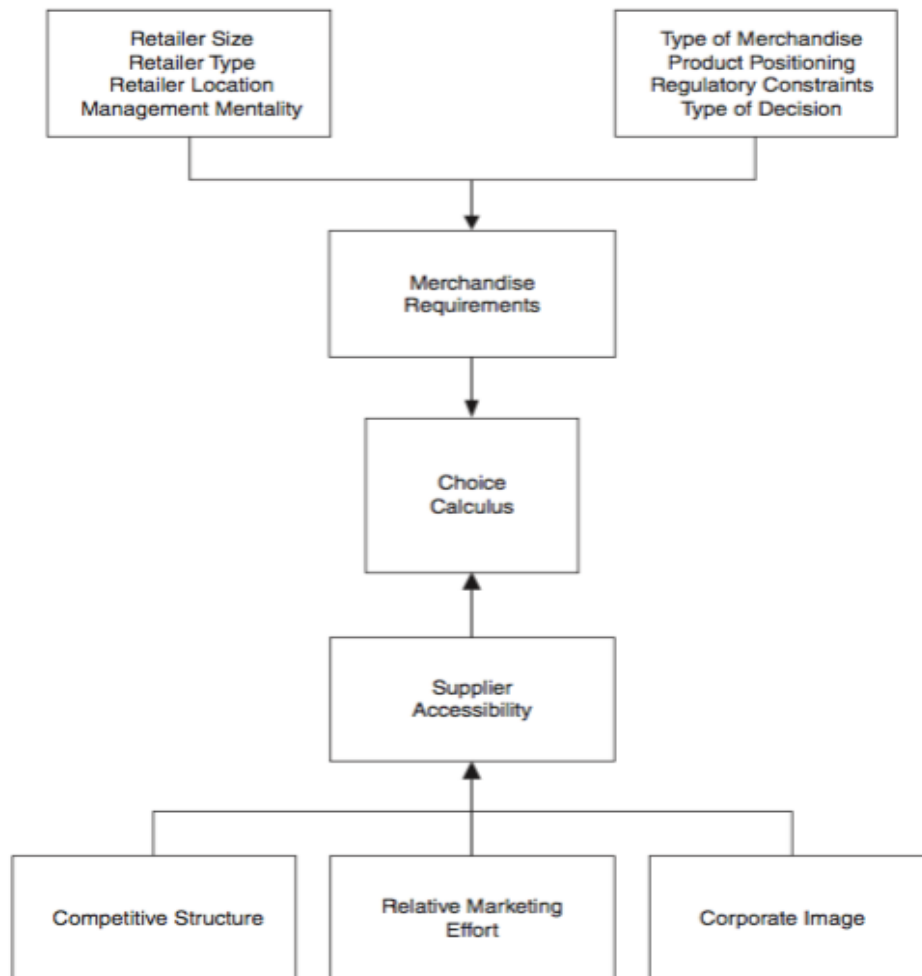 Retailer Size
Retailer Type
Retailer Location
Management Mentality
Type of Merchandise
Product Positioning
Regulatory Constraints
Type of Decision
Merchandise
Requirements
Choice
Calculus
Supplier
Accessibility
Competitive Structure
Relative Marketing
Effort
Corporate Image